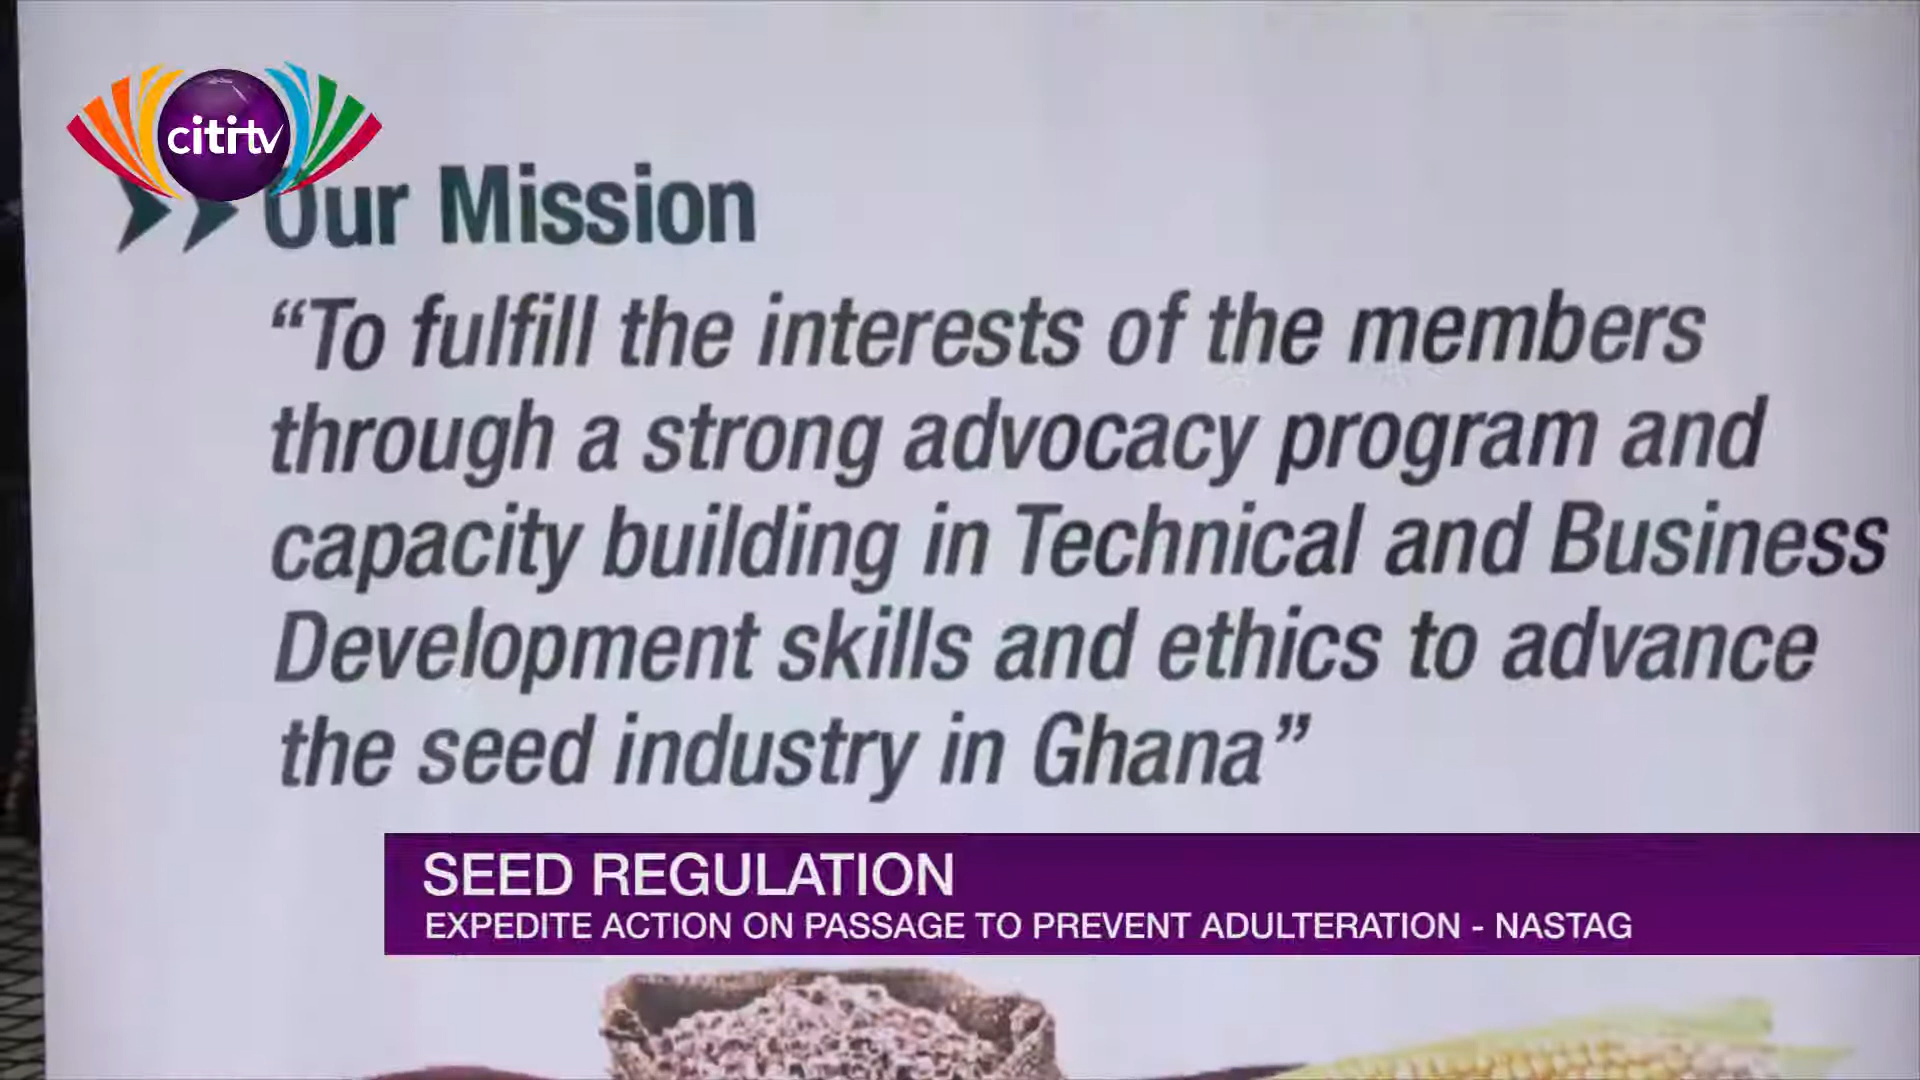 citi tv
Our Mission
“To fulfill the interests of the members
through a strong advocacy program and
capacity building in Technical and Business
Development skills and ethics to advance
the seed industry in Ghana”
SEED REGULATION
EXPEDITE ACTION ON PASSAGE TO PREVENT ADULTERATION - NASTAG